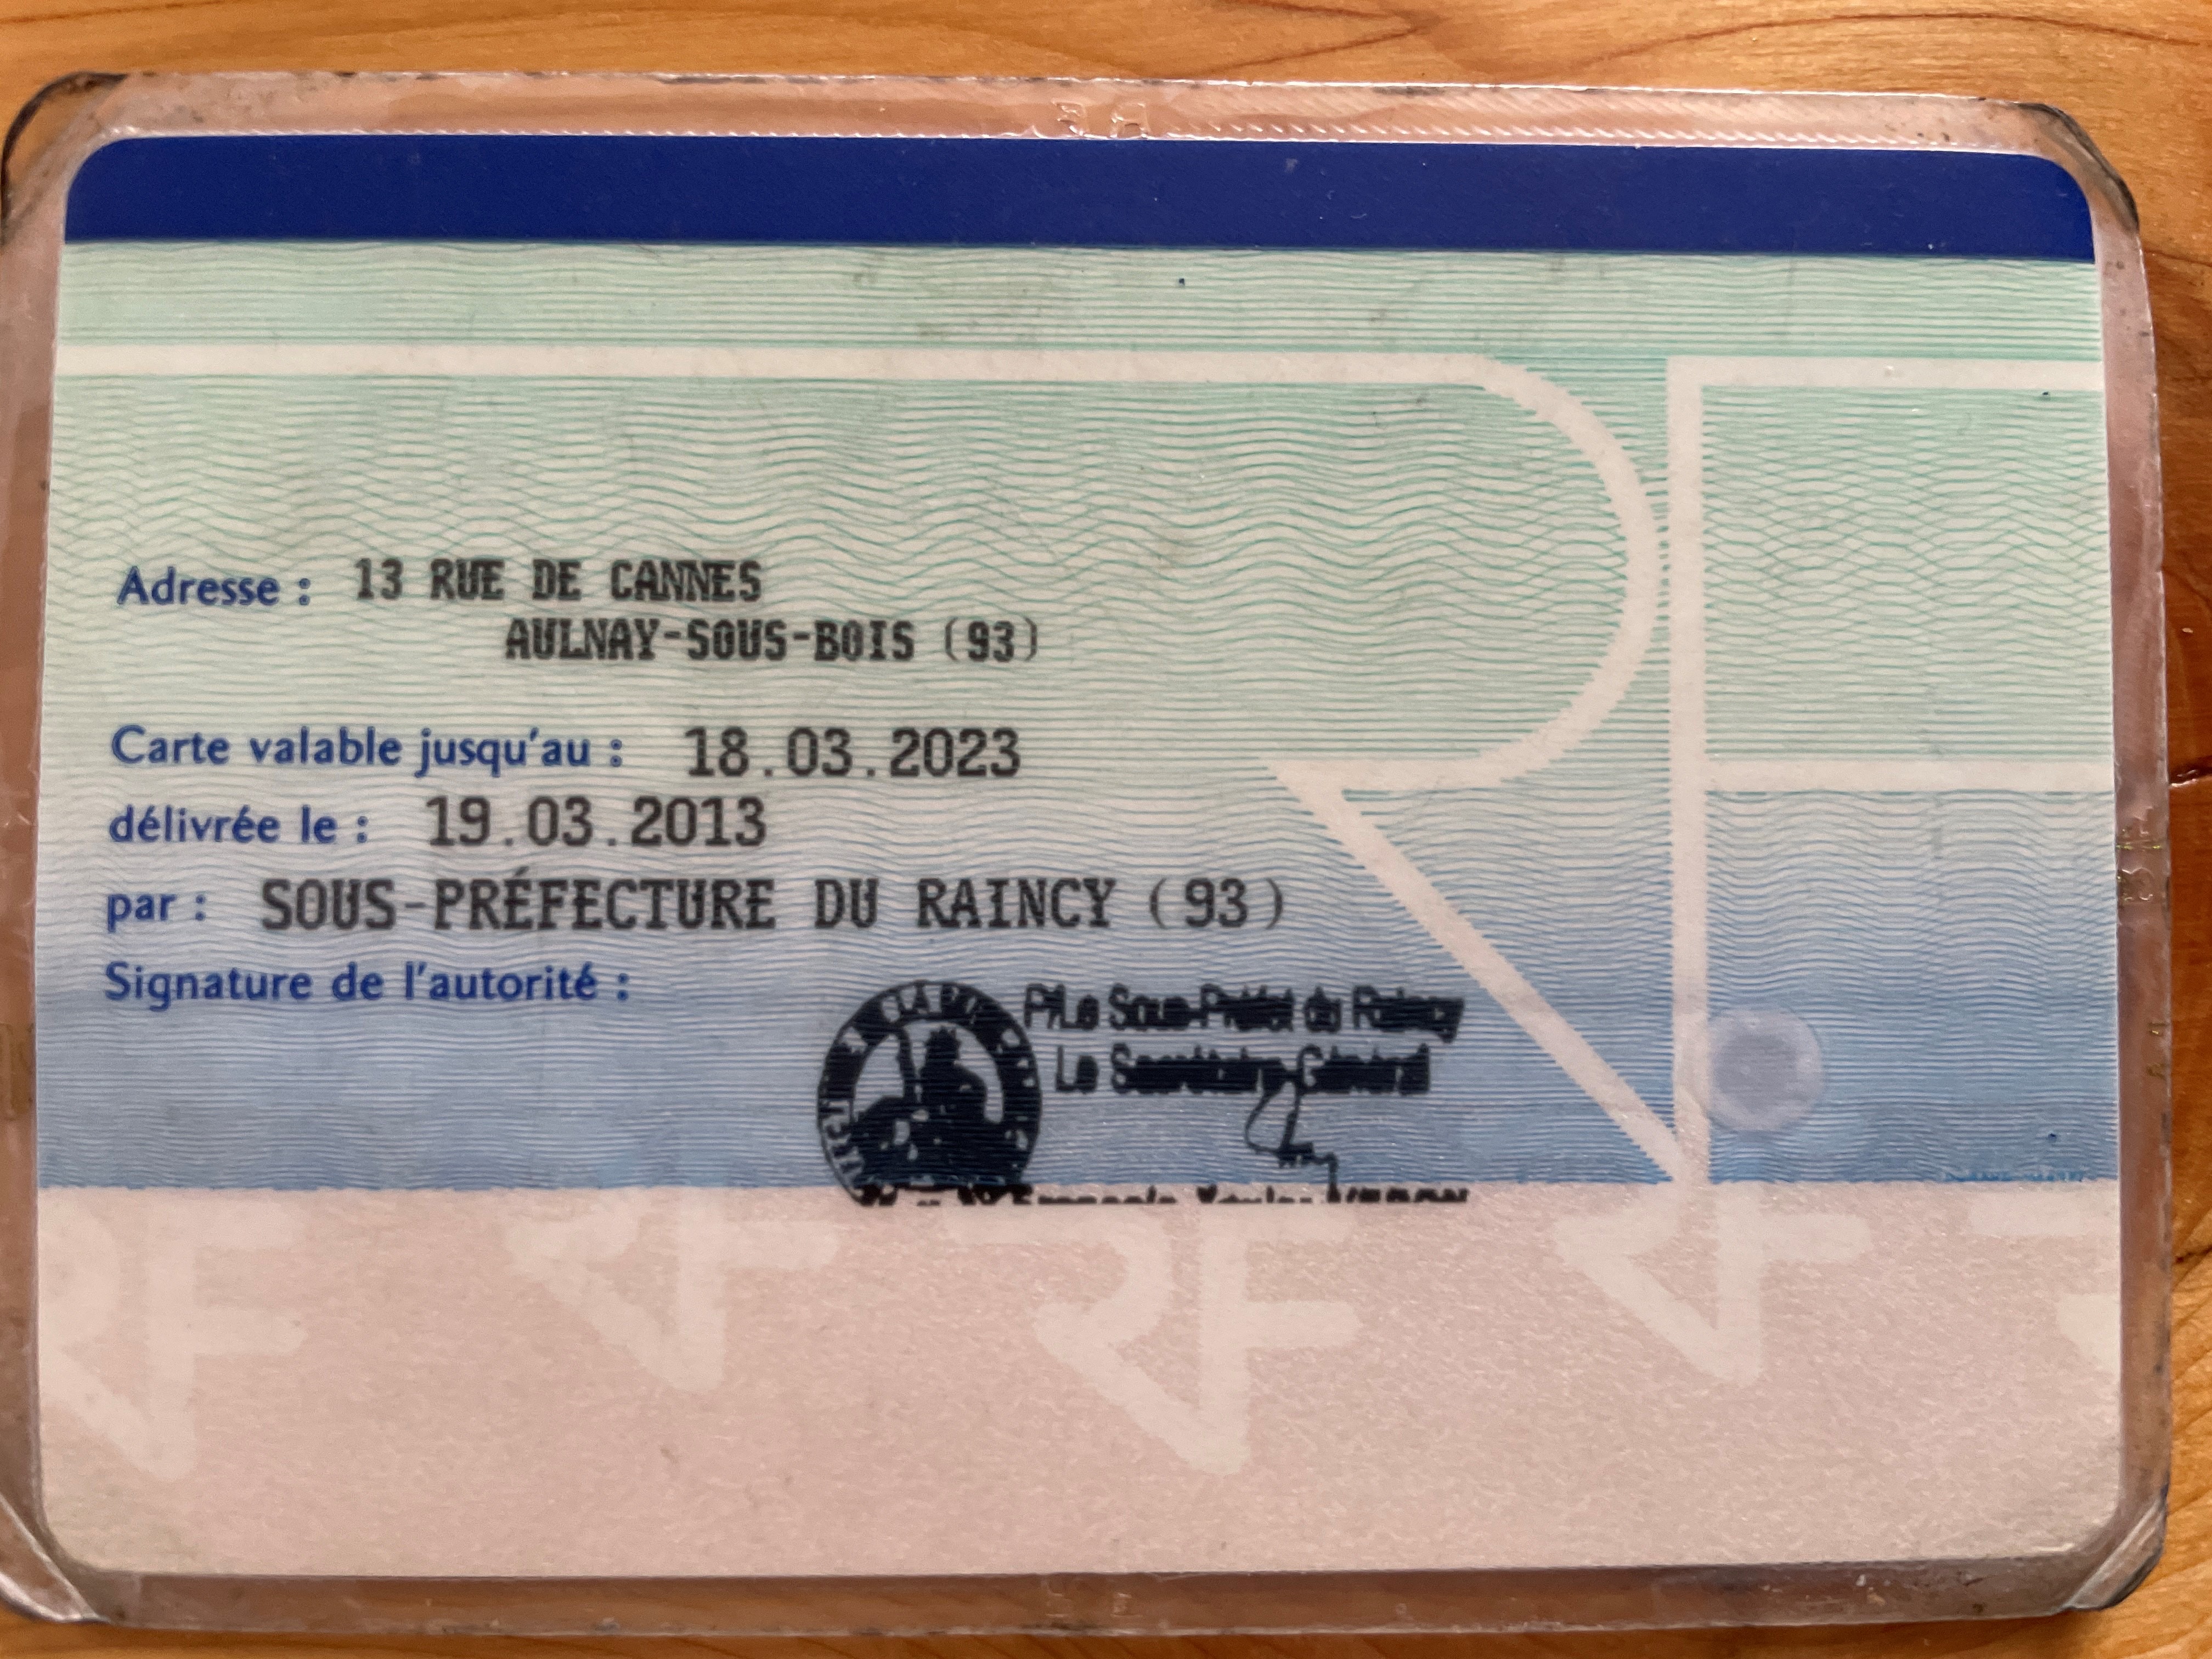 Adresse : 13 RUE DE CANNES
AULNAY-SOUS-BOIS (93)
Carte valable jusqu'au : 18.03.2023
délivrée le : 19.03.2013
par : SOUS-PRÉFECTURE DU RAINCY (93)
Signature de l'autorité :
P/Le Sous-Préfet du Raincy
Le Secrétaire Général
RF
RF RF RF RF